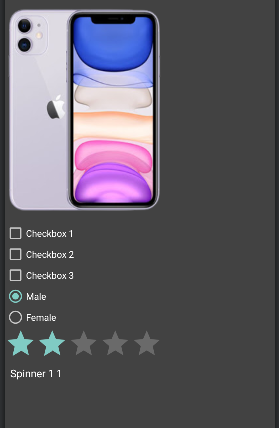 Checkbox 1
Checkbox 2
Checkbox 3
Male
Female
Spinner 1 1